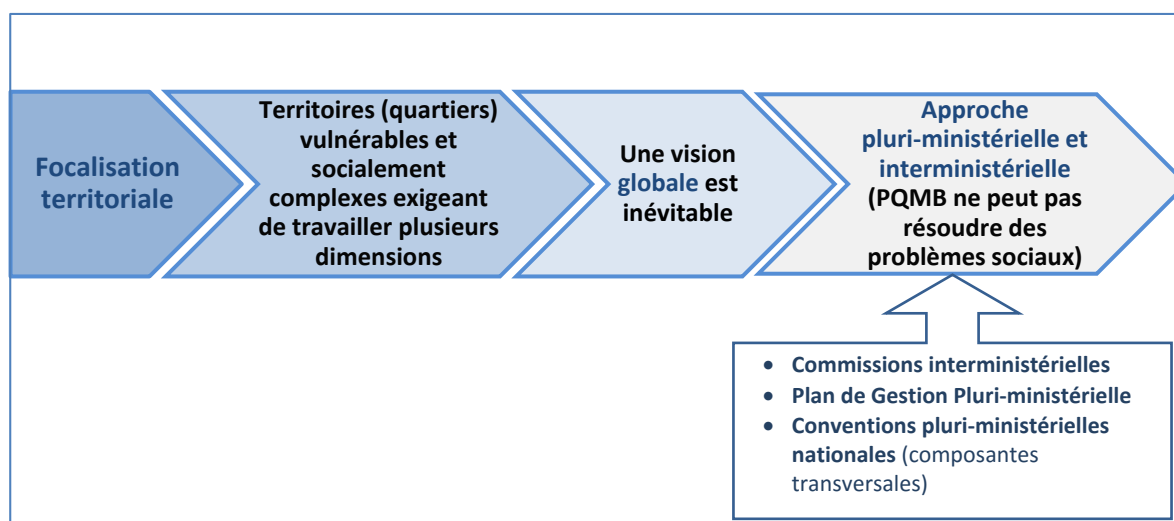 Focalisation
territoriale
Territoires (quartiers)
vulnérables et
socialement
complexes exigeant
de travailler plusieurs
dimensions
Une vision
globale est
inévitable
Approche
pluri-ministérielle et
interministérielle
(PQMB ne peut pas
résoudre des
problèmes sociaux)
• Commissions interministérielles
• Plan de Gestion Pluri-ministérielle
• Conventions pluri-ministérielles
nationales (composantes
transversales)